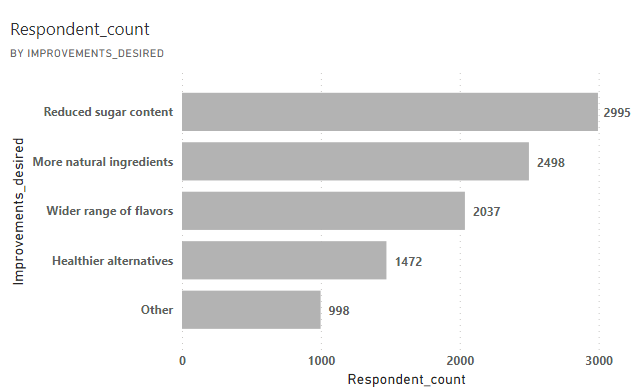 Respondent_count
BY IMPROVEMENTS_DESIRED
Improvements_desired
Reduced sugar content 2995
More natural ingredients 2498
Wider range of flavors 2037
Healthier alternatives 1472
Other 998
0 1000 2000 3000
Respondent_count